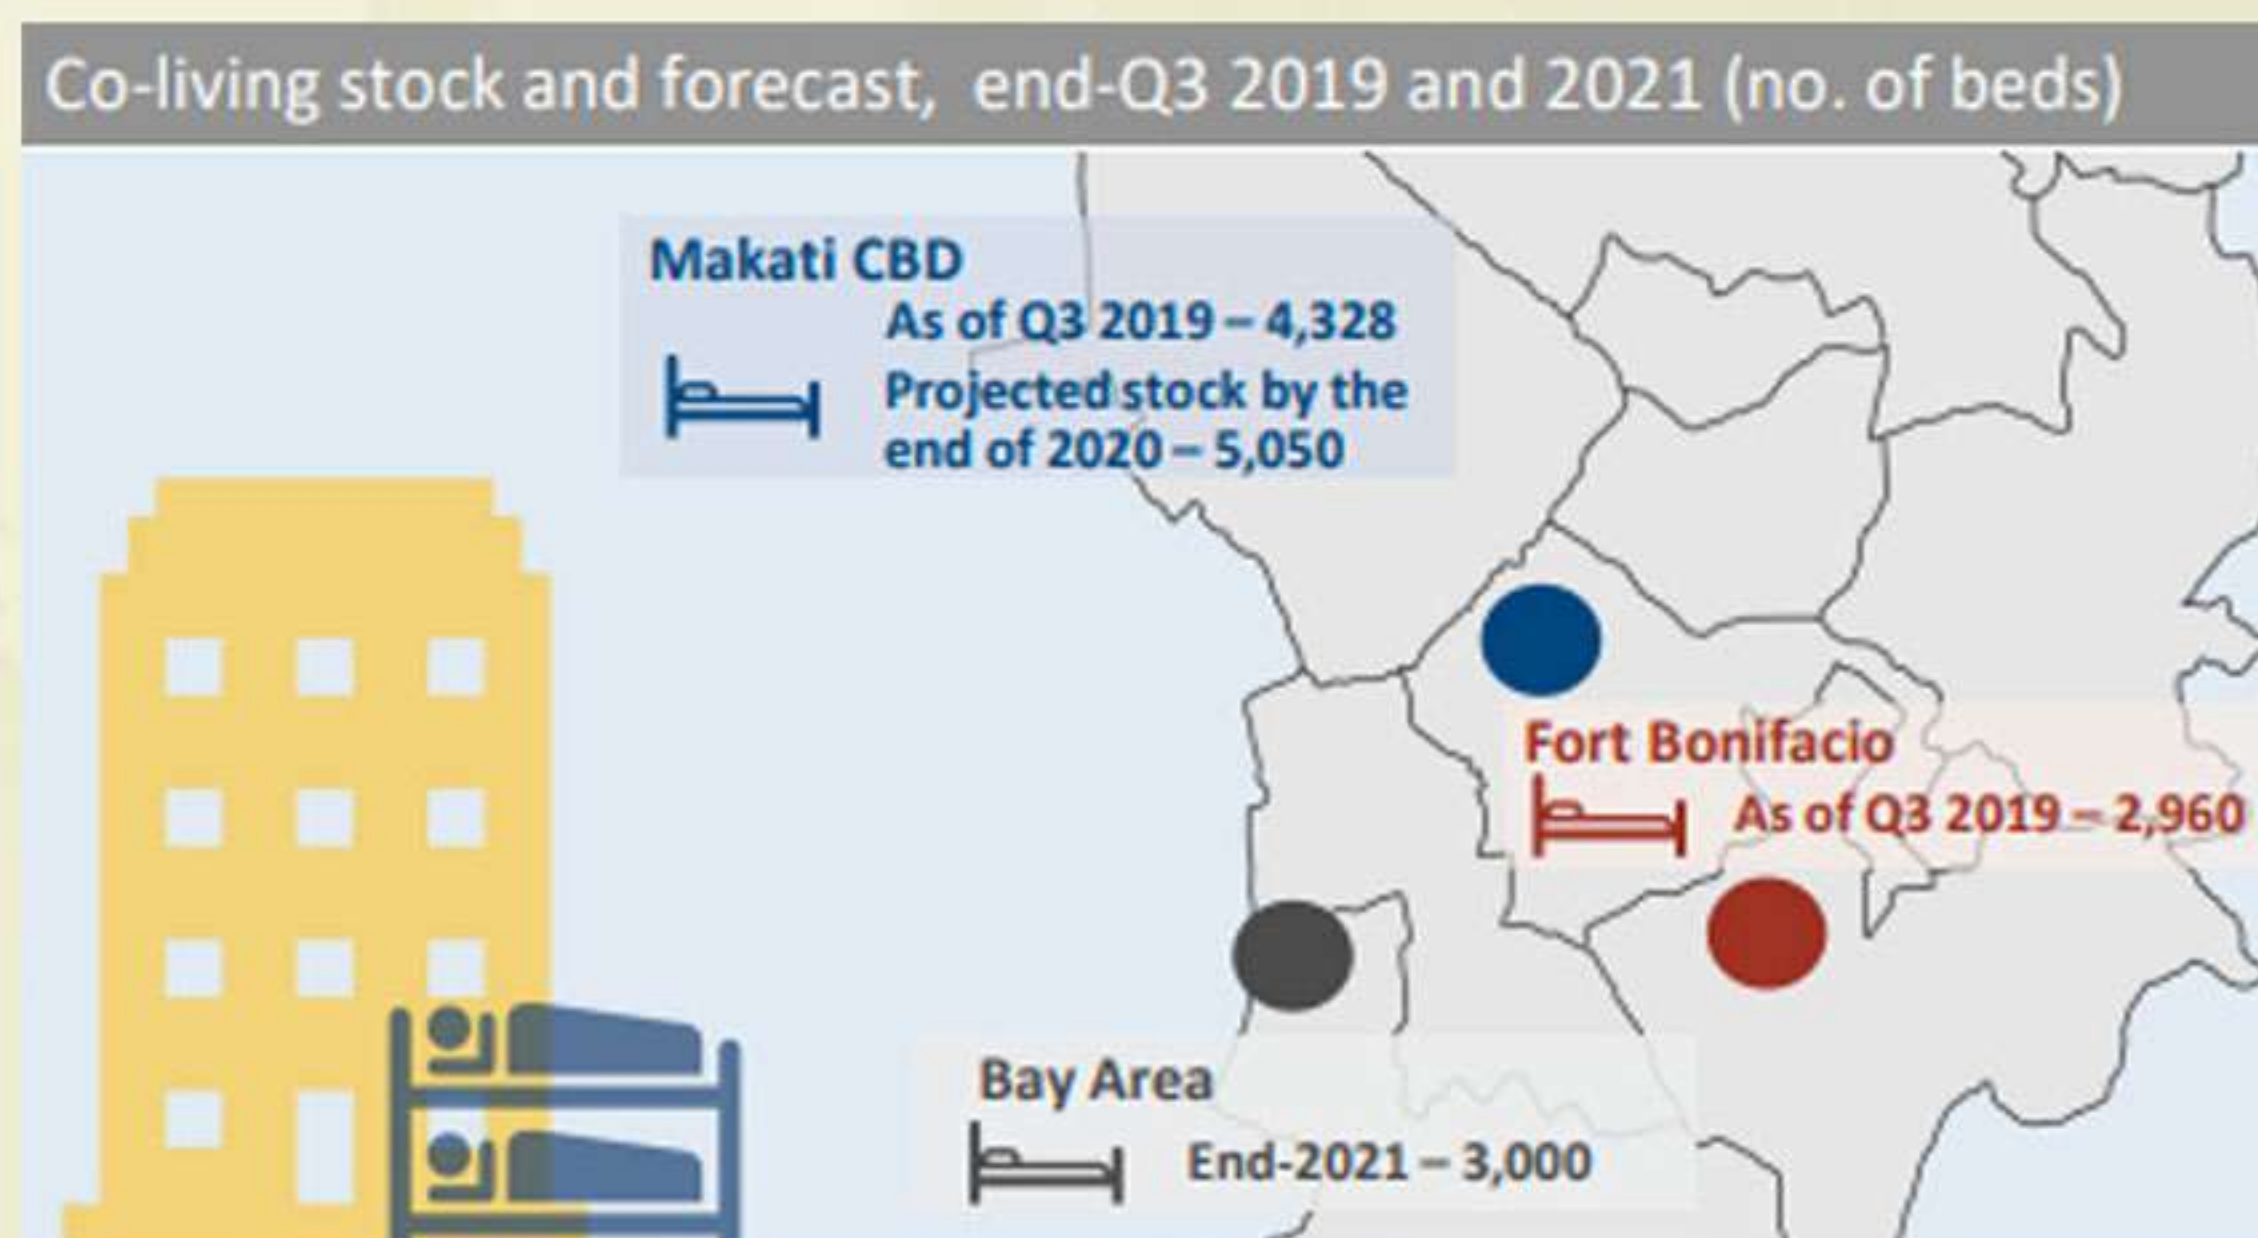 Co-living stock and forecast, end-Q3 2019 and 2021 (no. of beds)
Makati CBD
As of Q3 2019 – 4,328
Projected stock by the
end of 2020 – 5,050
Fort Bonifacio
As of Q3 2019 – 2,960
Bay Area
End-2021 – 3,000